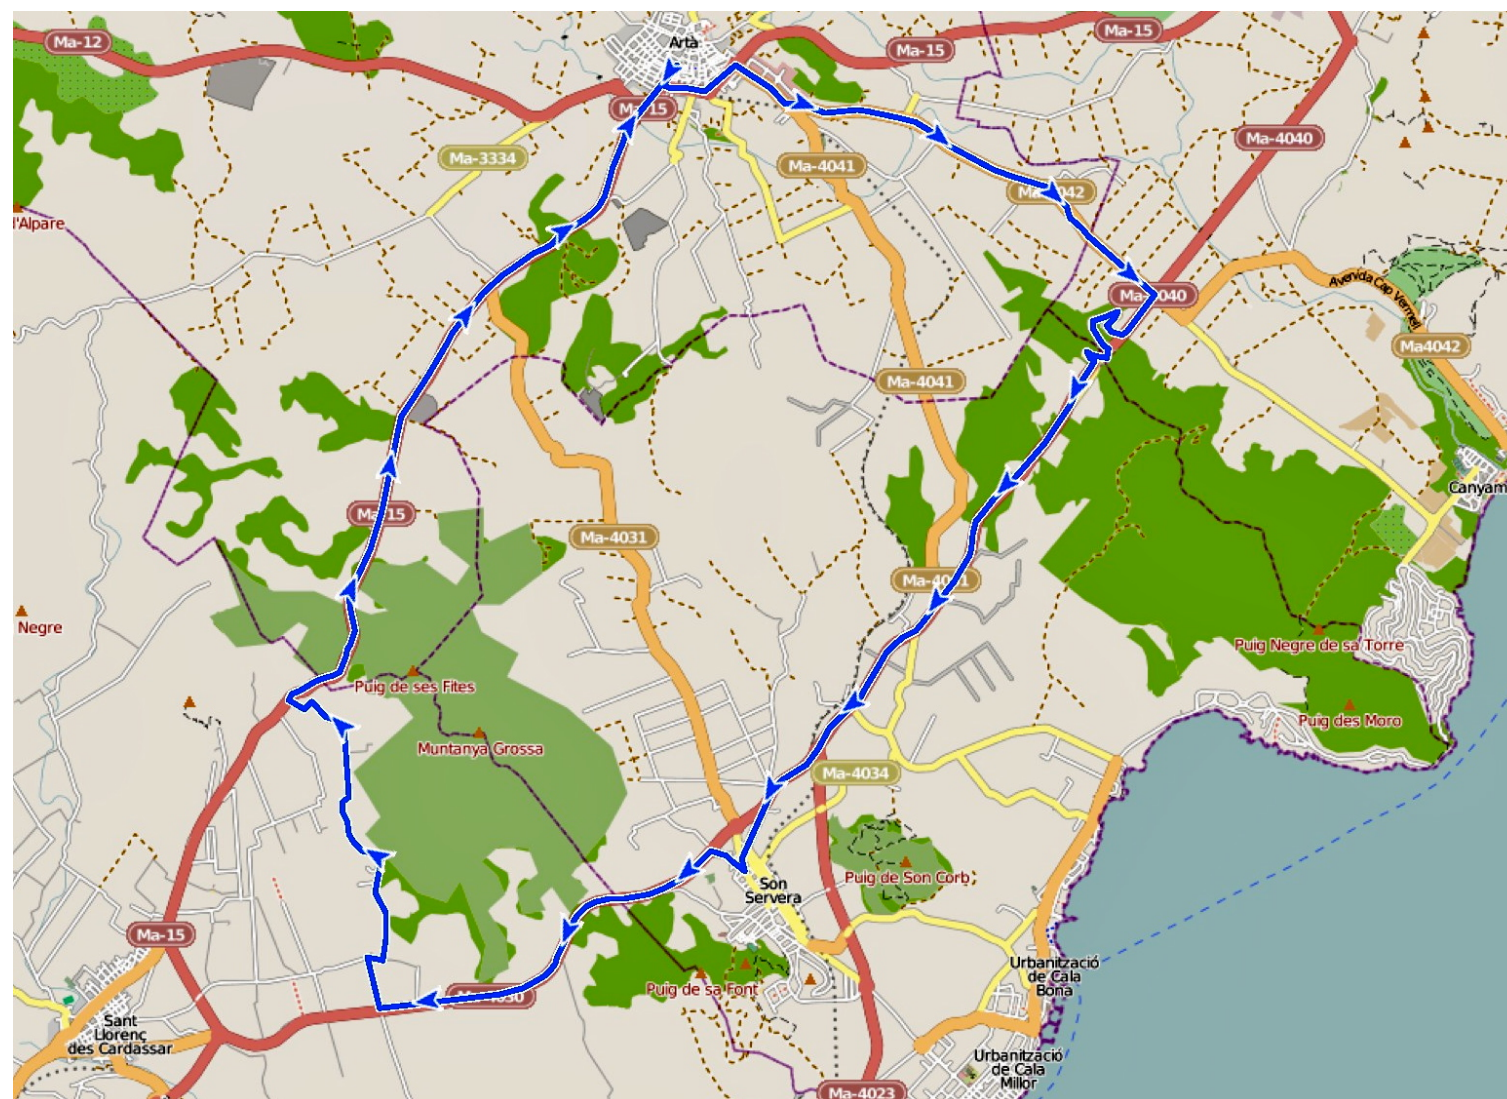 Ma-12
Artà
Ma-15
Ma-15
Ma-15
Ma-4040
Ma-3334
Ma-4041
d'Alpare
Avenida Cap Vermell
Ma4042
Ma-4041
Canyam
Ma-15
Ma-4031
Negre
Puig Negre de sa Torre
Puig de ses Fites
Puig des Moro
Muntanya Grossa
Ma-4034
Puig de Son Corb
Son
Servera
Ma-15
Urbanització
de Cala
Bona
Puig de sa Font
Sant
Llorenç
des Cardassar
Urbanització
de Cala
Millor
Ma-4023